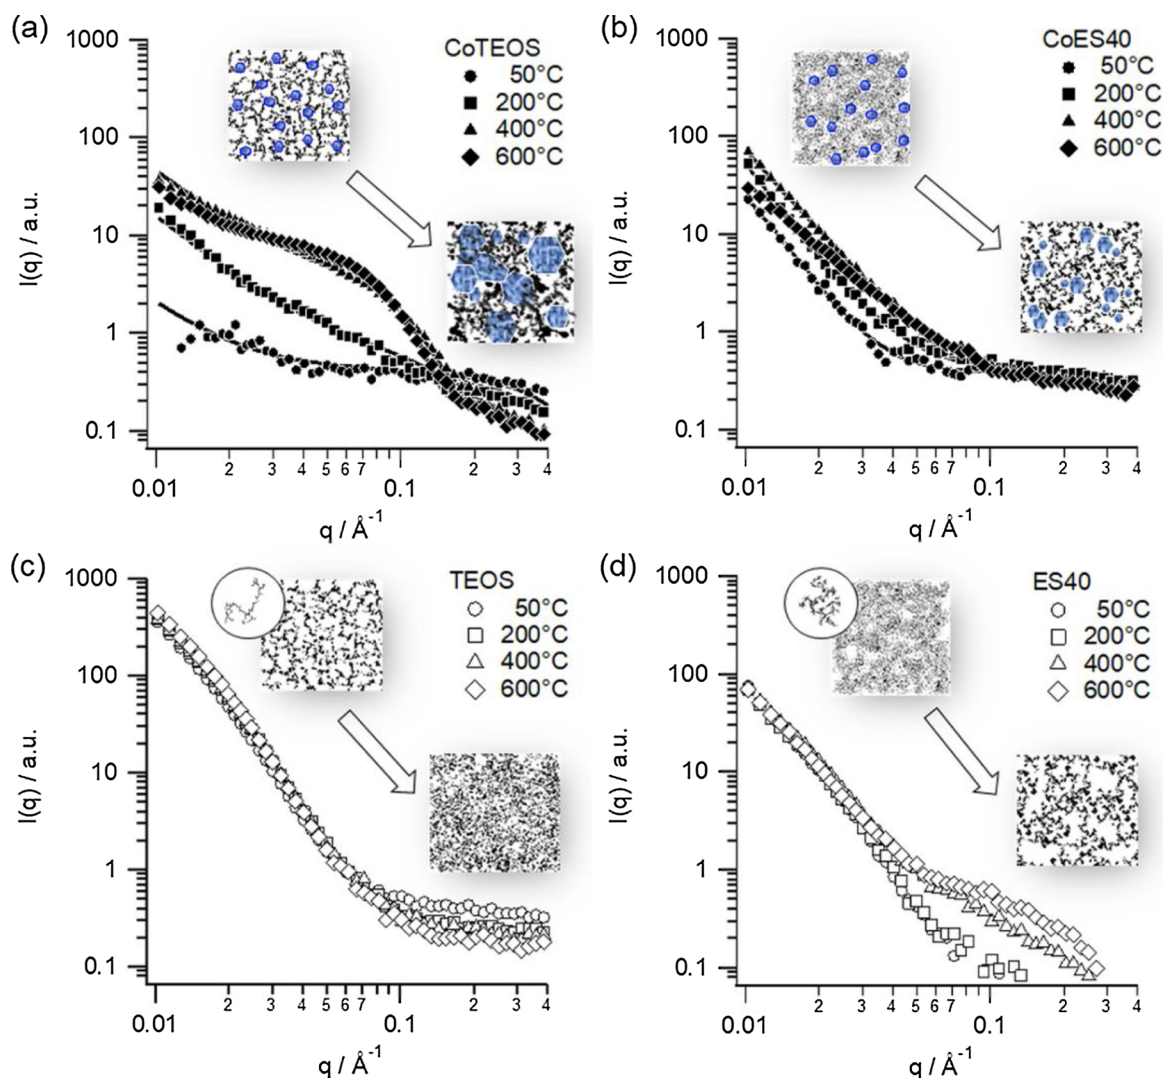 (a)
1000
100
10
1
0.1
I(q) / a.u.
CoTEOS
50°C
200°C
400°C
600°C
2 3 4 5 6 7 2 3 4
0.01 0.1
q / Å-1
(b)
1000
100
10
1
0.1
I(q) / a.u.
CoES40
50°C
200°C
400°C
600°C
2 3 4 5 6 7 2 3 4
0.01 0.1
q / Å-1
(c)
1000
100
10
1
0.1
I(q) / a.u.
TEOS
50°C
200°C
400°C
600°C
2 3 4 5 6 7 2 3 4
0.01 0.1
q / Å-1
(d)
1000
100
10
1
0.1
I(q) / a.u.
ES40
50°C
200°C
400°C
600°C
2 3 4 5 6 7 2 3 4
0.01 0.1
q / Å-1